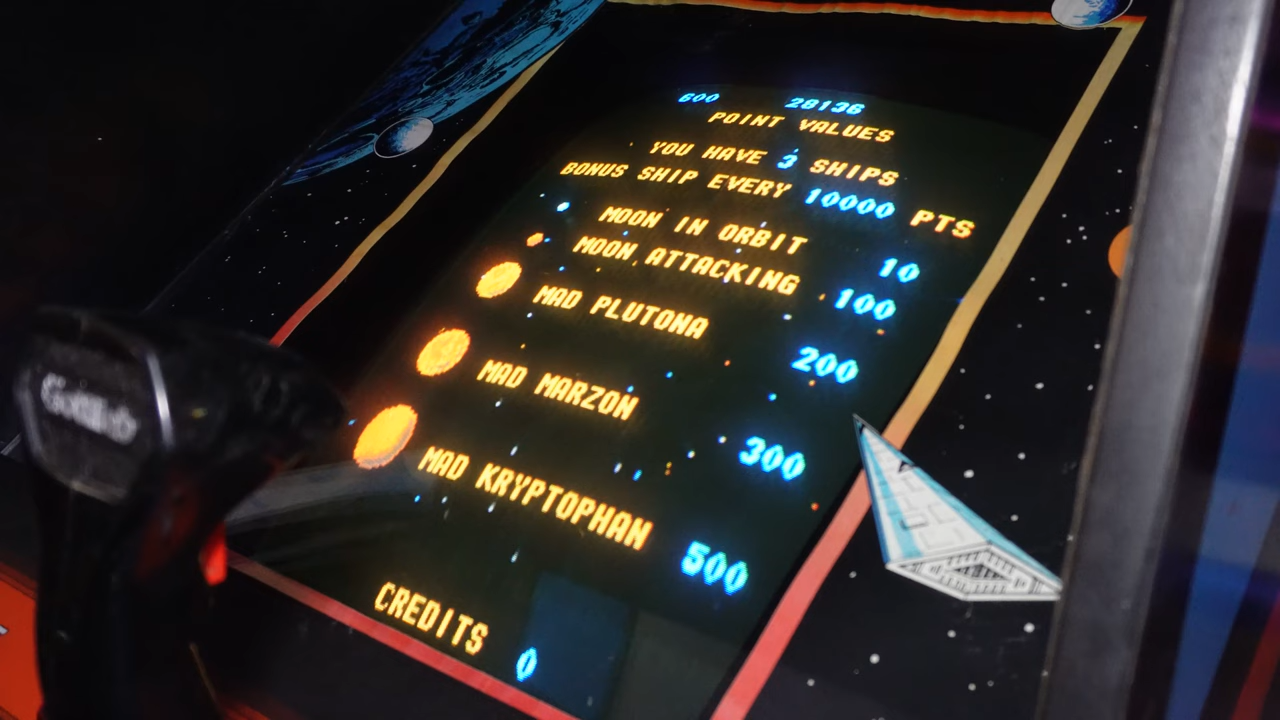 600 28136
POINT VALUES
YOU HAVE 3 SHIPS
BONUS SHIP EVERY 10000 PTS
MOON IN ORBIT 10
MOON ATTACKING 100
MAD PLUTONA 200
MAD MARZON 300
MAD KRYPTOPHAN 500
CREDITS 0
Gottlieb